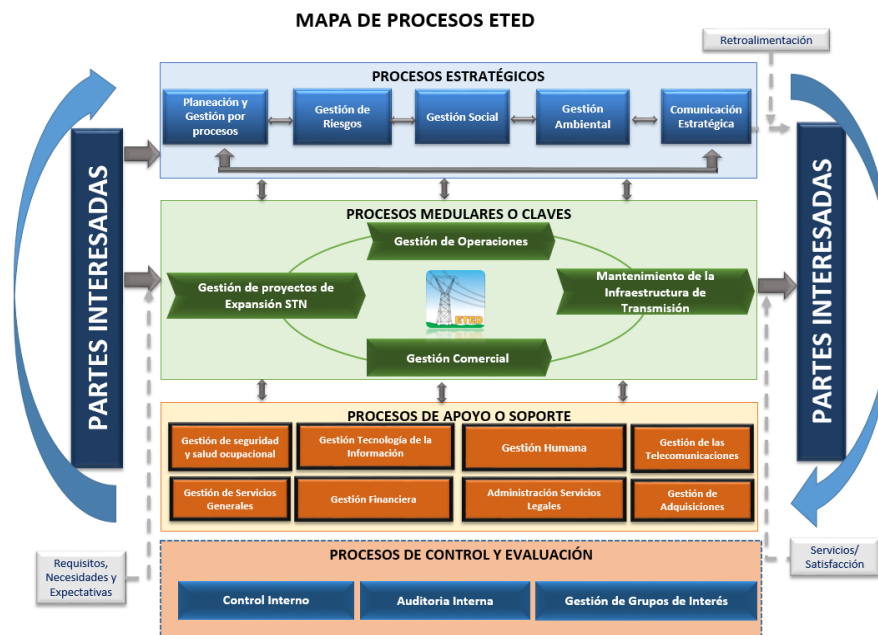 MAPA DE PROCESOS ETED
Retroalimentación
PROCESOS ESTRATÉGICOS
Planeación y
Gestión por
procesos
Gestión de
Riesgos
Gestión Social
Gestión
Ambiental
Comunicación
Estratégica
PARTES INTERESADAS
PARTES INTERESADAS
PROCESOS MEDULARES O CLAVES
Gestión de Operaciones
Gestión de proyectos de
Expansión STN
ETED
Mantenimiento de la
Infraestructura de
Transmisión
Gestión Comercial
PROCESOS DE APOYO O SOPORTE
Gestión de seguridad
y salud ocupacional
Gestión Tecnología de la
Información
Gestión Humana
Gestión de las
Telecomunicaciones
Gestión de Servicios
Generales
Gestión Financiera
Administración Servicios
Legales
Gestión de
Adquisiciones
Requisitos,
Necesidades y
Expectativas
Servicios/
Satisfacción
PROCESOS DE CONTROL Y EVALUACIÓN
Control Interno
Auditoria Interna
Gestión de Grupos de Interés